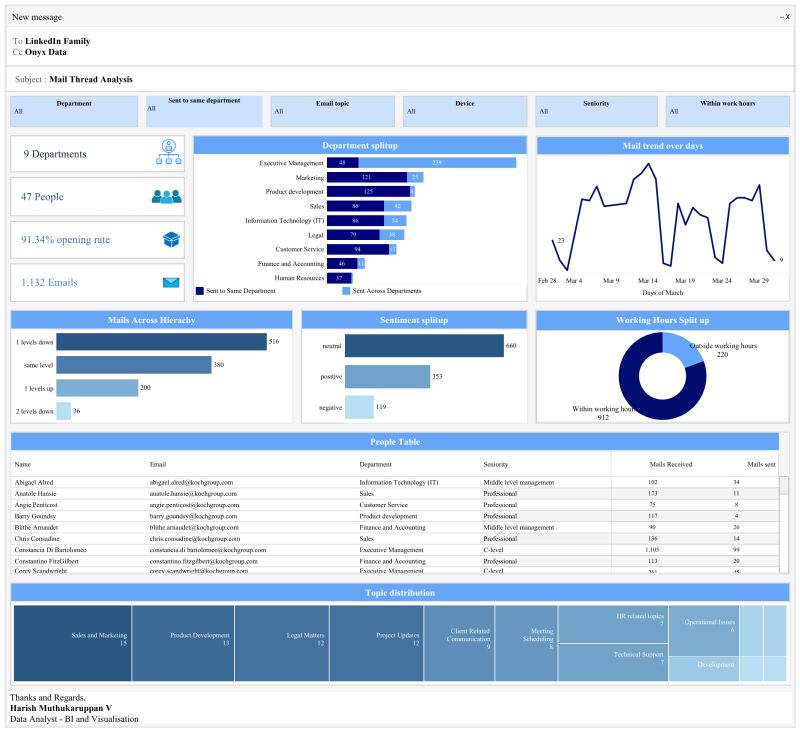 New message
– X
To LinkedIn Family
Cc Onyx Data
Subject : Mail Thread Analysis
Department
All
Sent to same department
All
Email topic
All
Device
All
Seniority
All
Within work hours
All
9 Departments
47 People
91.34% opening rate
1,132 Emails
Department splitup
Executive Management 48 239
Marketing 121 25
Product development 125
Sales 86 42
Information Technology (IT) 86 34
Legal 79 38
Customer Service 94
Finance and Accounting 46
Human Resources 37
Sent to Same Department
Sent Across Departments
Mail trend over days
23
9
Feb 28 Mar 4 Mar 9 Mar 14 Mar 19 Mar 24 Mar 29
Days of March
Mails Across Hierachy
1 levels down 516
same level 380
1 levels up 200
2 levels down 36
Sentiment splitup
neutral 660
positive 353
negative 119
Working Hours Split up
Outside working hours
220
Within working hours
912
People Table
Name Email Department Seniority Mails Received Mails sent
Abigael Alred abigael.alred@kochgroup.com Information Technology (IT) Middle level management 102 34
Anatole Hansie anatole.hansie@kochgroup.com Sales Professional 173 11
Angie Penticost angie.penticost@kochgroup.com Customer Service Professional 75 8
Barry Goundsy barry.goundsy@kochgroup.com Product development Professional 117 4
Blithe Arnaudet blithe.arnaudet@kochgroup.com Finance and Accounting Middle level management 90 26
Chris Consadine chris.consadine@kochgroup.com Sales Professional 136 14
Constancia Di Bartolomeo constancia.di bartolomeo@kochgroup.com Executive Management C-level 1,105 99
Constantino FitzGilbert constantino.fitzgilbert@kochgroup.com Finance and Accounting Professional 113 20
Corey Scandwright corey.scandwright@kochgroup.com Executive Management C-level 261 45
Topic distribution
Sales and Marketing
15
Product Development
13
Legal Matters
12
Project Updates
12
Client Related
Communication
9
Meeting
Scheduling
8
HR related topics
7
Technical Support
7
Operational Issues
6
Development
Thanks and Regards,
Harish Muthukaruppan V
Data Analyst - BI and Visualisation